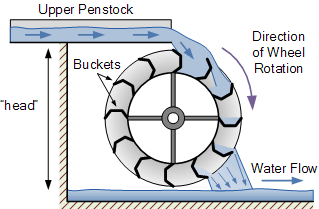 Upper Penstock
Direction
of Wheel
Rotation
Buckets
"head"
Water Flow